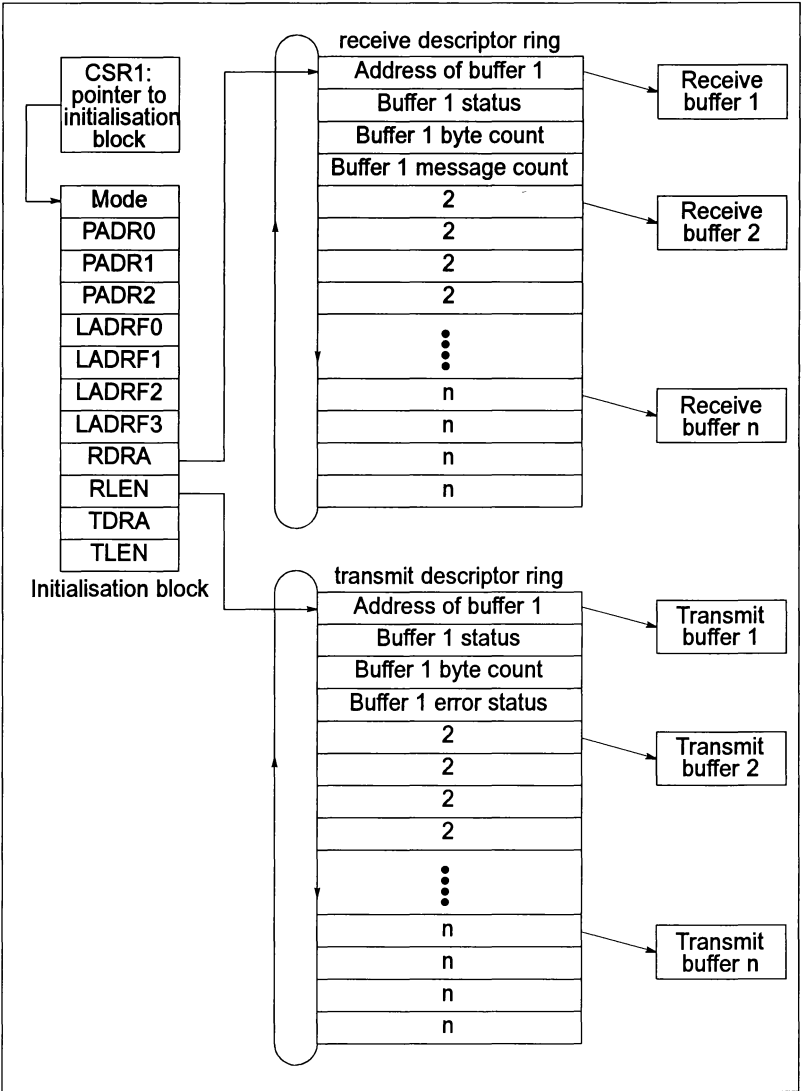 CSR1:
pointer to
initialisation
block
Mode
PADR0
PADR1
PADR2
LADRF0
LADRF1
LADRF2
LADRF3
RDRA
RLEN
TDRA
TLEN
Initialisation block
receive descriptor ring
Address of buffer 1
Buffer 1 status
Buffer 1 byte count
Buffer 1 message count
2
2
2
2
n
n
n
n
Receive
buffer 1
Receive
buffer 2
Receive
buffer n
transmit descriptor ring
Address of buffer 1
Buffer 1 status
Buffer 1 byte count
Buffer 1 error status
2
2
2
2
n
n
n
n
Transmit
buffer 1
Transmit
buffer 2
Transmit
buffer n